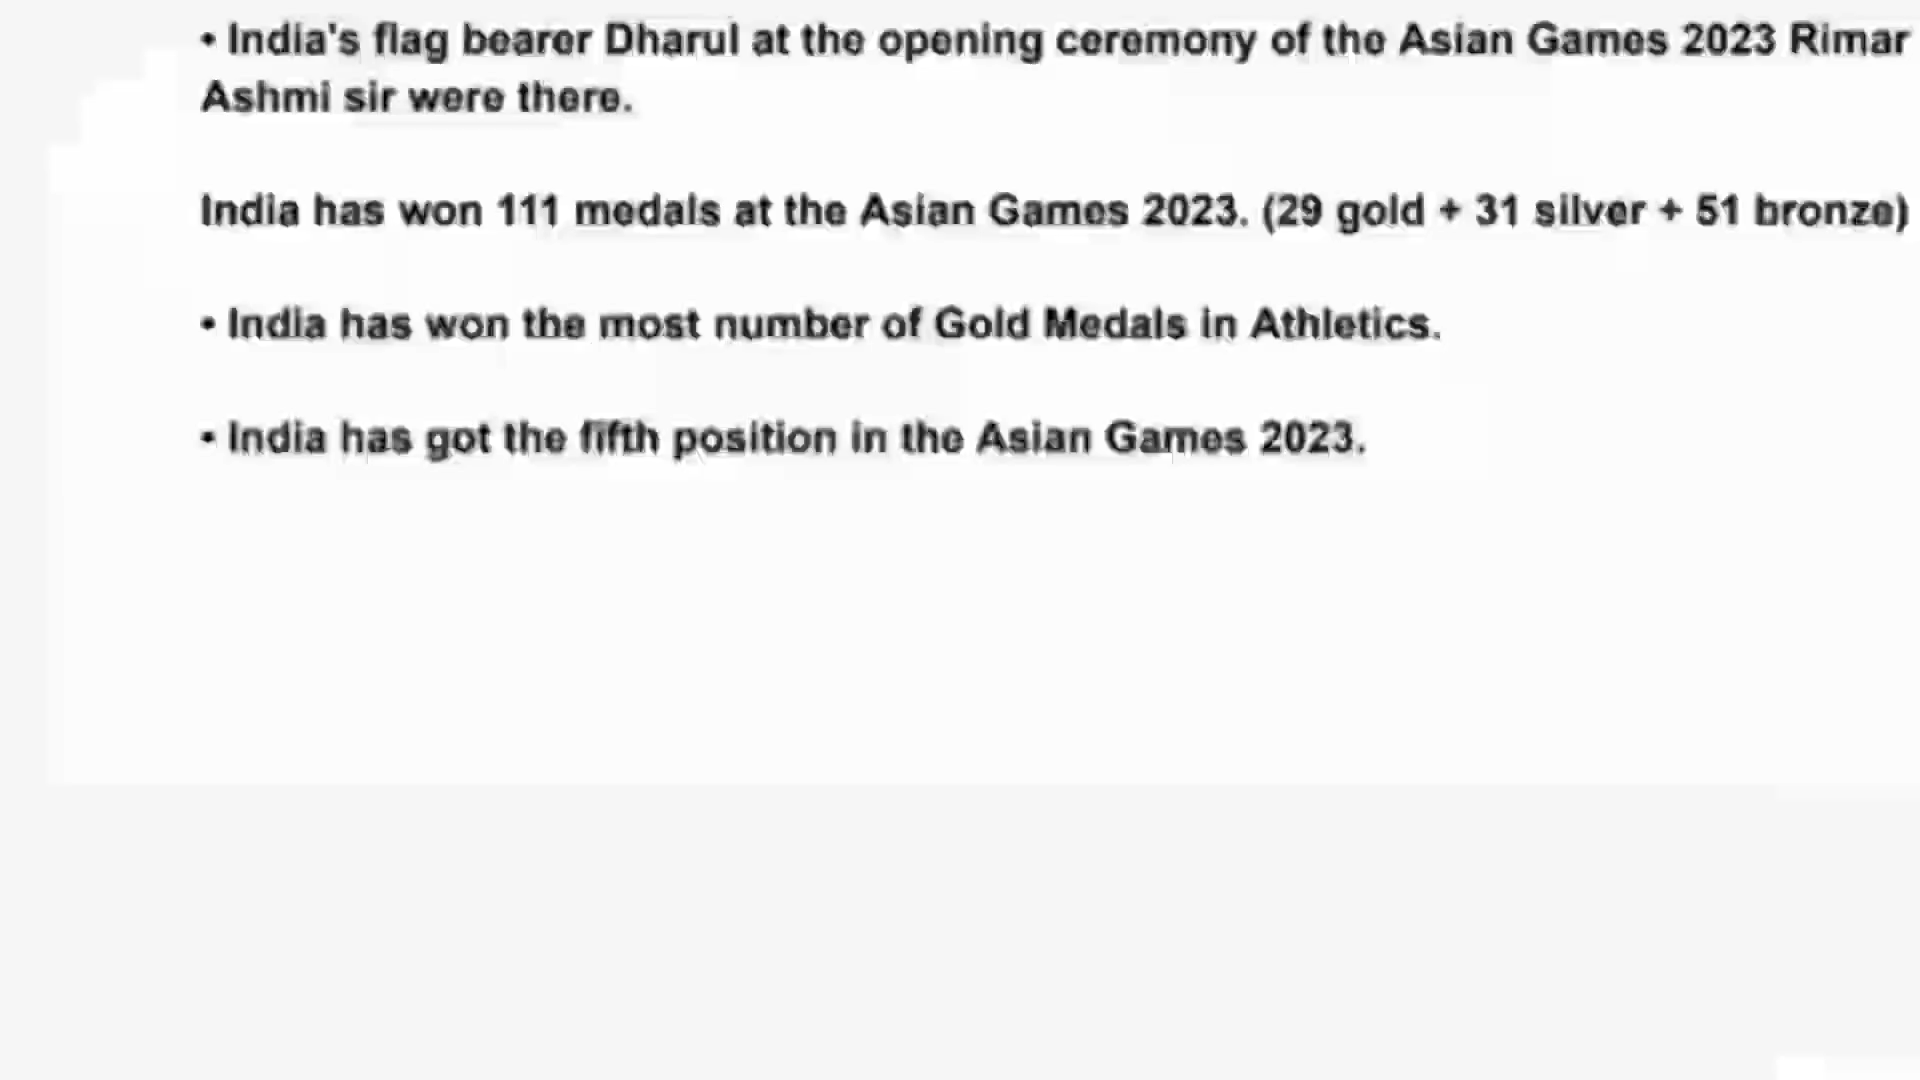 • India's flag bearer Dharul at the opening ceremony of the Asian Games 2023 Rimar
Ashmi sir were there.
India has won 111 medals at the Asian Games 2023. (29 gold + 31 silver + 51 bronze)
• India has won the most number of Gold Medals in Athletics.
• India has got the fifth position in the Asian Games 2023.